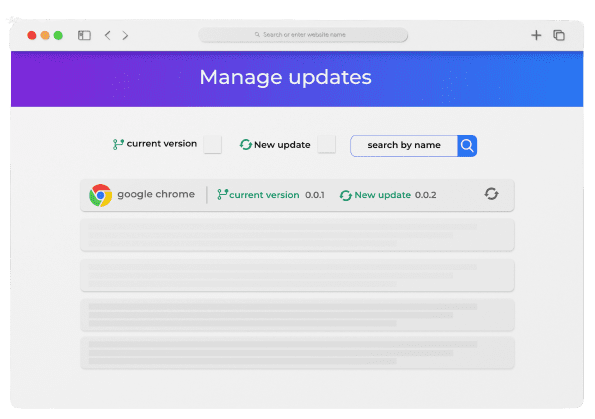 Search or enter website name
Manage updates
current version New update search by name
google chrome current version 0.0.1 New update 0.0.2